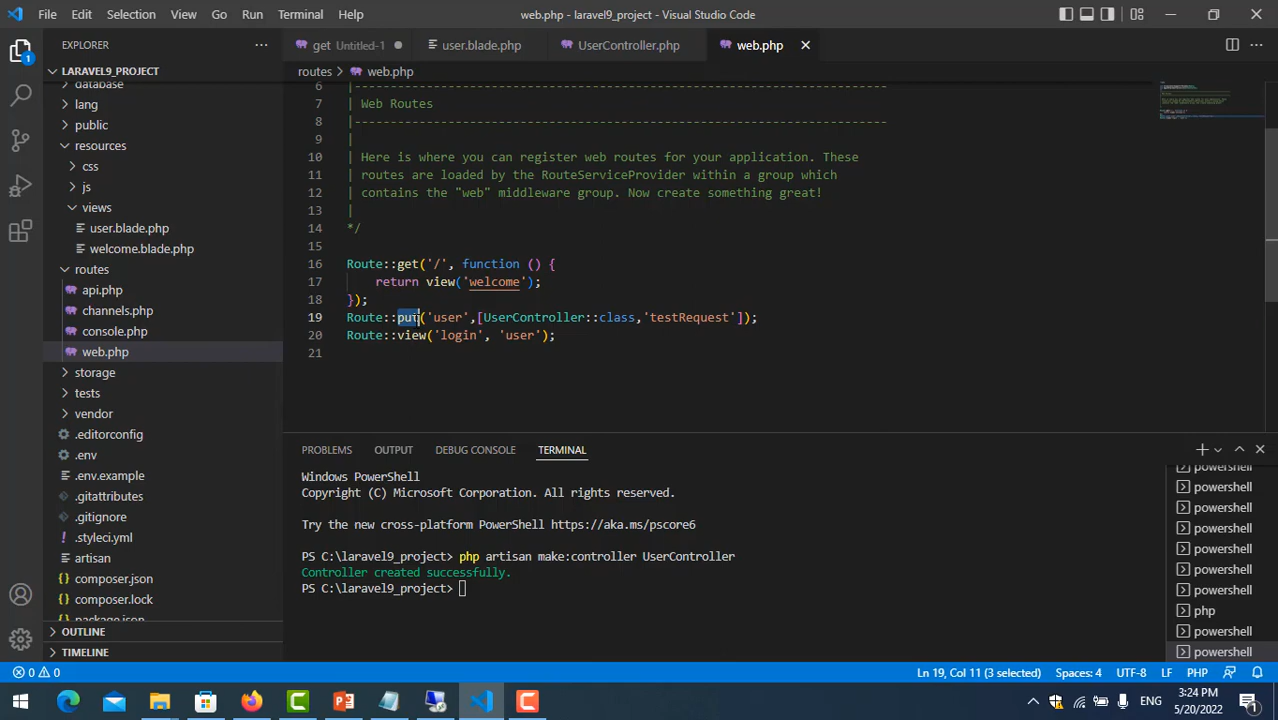 File Edit Selection View Go Run Terminal Help
web.php - laravel9_project - Visual Studio Code
EXPLORER
get Untitled-1
user.blade.php
UserController.php
web.php
LARAVEL9_PROJECT
database
lang
public
resources
css
js
views
user.blade.php
welcome.blade.php
routes
api.php
channels.php
console.php
web.php
storage
tests
vendor
.editorconfig
.env
.env.example
.gitattributes
.gitignore
.styleci.yml
artisan
composer.json
composer.lock
package.json
OUTLINE
TIMELINE
routes > web.php
6 |--------------------------------------------------------------------------
7 | Web Routes
8 |--------------------------------------------------------------------------
9 |
10 | Here is where you can register web routes for your application. These
11 | routes are loaded by the RouteServiceProvider within a group which
12 | contains the "web" middleware group. Now create something great!
13 |
14 */
15
16 Route::get('/', function () {
17 return view('welcome');
18 });
19 Route::put('user',[UserController::class,'testRequest']);
20 Route::view('login', 'user');
21
PROBLEMS OUTPUT DEBUG CONSOLE TERMINAL
Windows PowerShell
Copyright (C) Microsoft Corporation. All rights reserved.
Try the new cross-platform PowerShell https://aka.ms/pscore6
PS C:\laravel9_project> php artisan make:controller UserController
Controller created successfully.
PS C:\laravel9_project>
powershell
powershell
powershell
powershell
powershell
powershell
powershell
php
powershell
powershell
0 0
Ln 19, Col 11 (3 selected) Spaces: 4 UTF-8 LF PHP
ENG
3:24 PM
5/20/2022
1
1